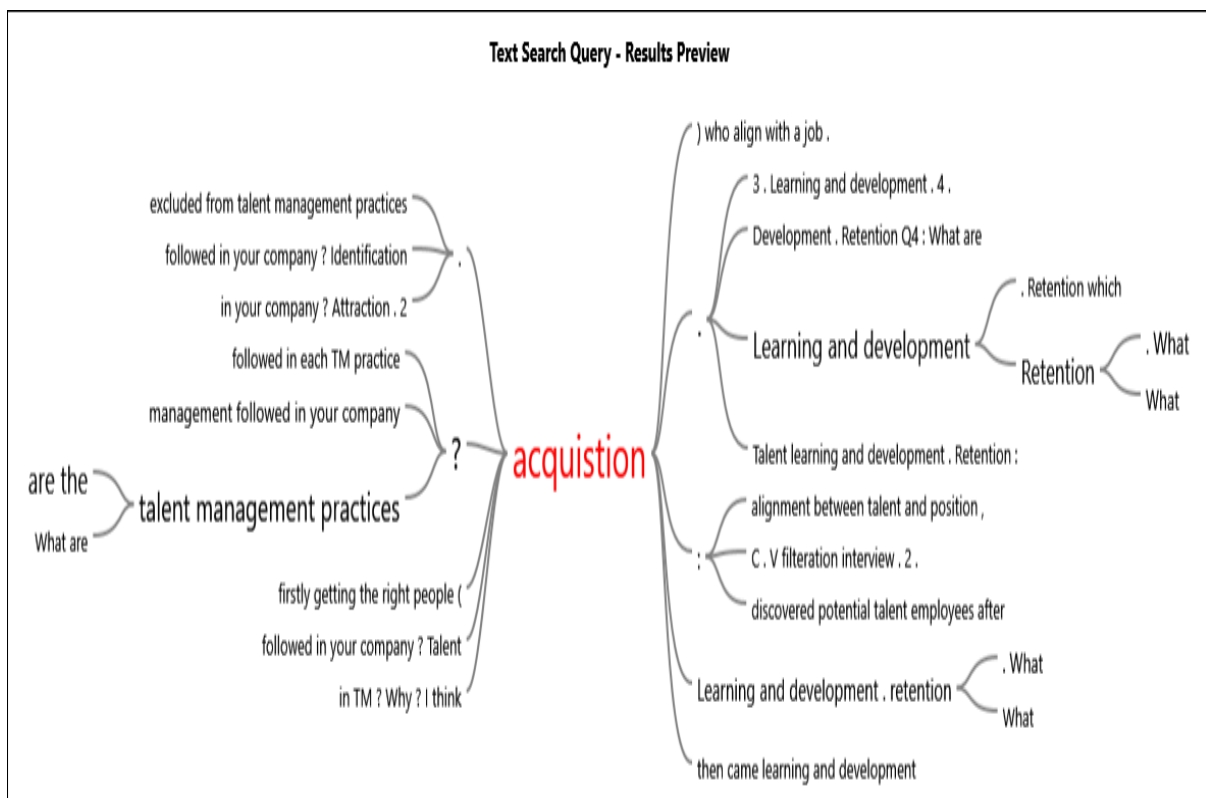 Text Search Query - Results Preview
excluded from talent management practices
followed in your company ? Identification
.
in your company ? Attraction . 2
followed in each TM practice
management followed in your company
?
are the
talent management practices
What are
firstly getting the right people (
followed in your company ? Talent
in TM ? Why ? I think
acquistion
) who align with a job .
3 . Learning and development . 4 .
Development . Retention Q4 : What are
.
Learning and development
. Retention which
Retention
. What
What
Talent learning and development . Retention :
alignment between talent and position ,
:
C . V filteration interview . 2 .
discovered potential talent employees after
Learning and development . retention
. What
What
then came learning and development